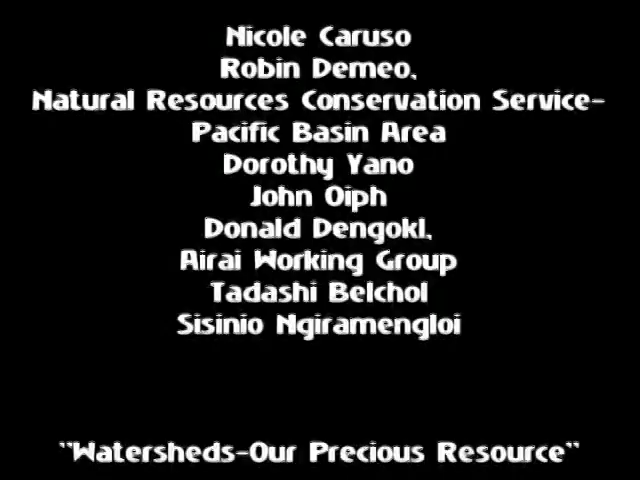 Nicole Caruso
Robin Demeo,
Natural Resources Conservation Service-
Pacific Basin Area
Dorothy Yano
John Oiph
Donald Dengokl,
Airai Working Group
Tadashi Belchol
Sisinio Ngiramengloi
"Watersheds-Our Precious Resource"